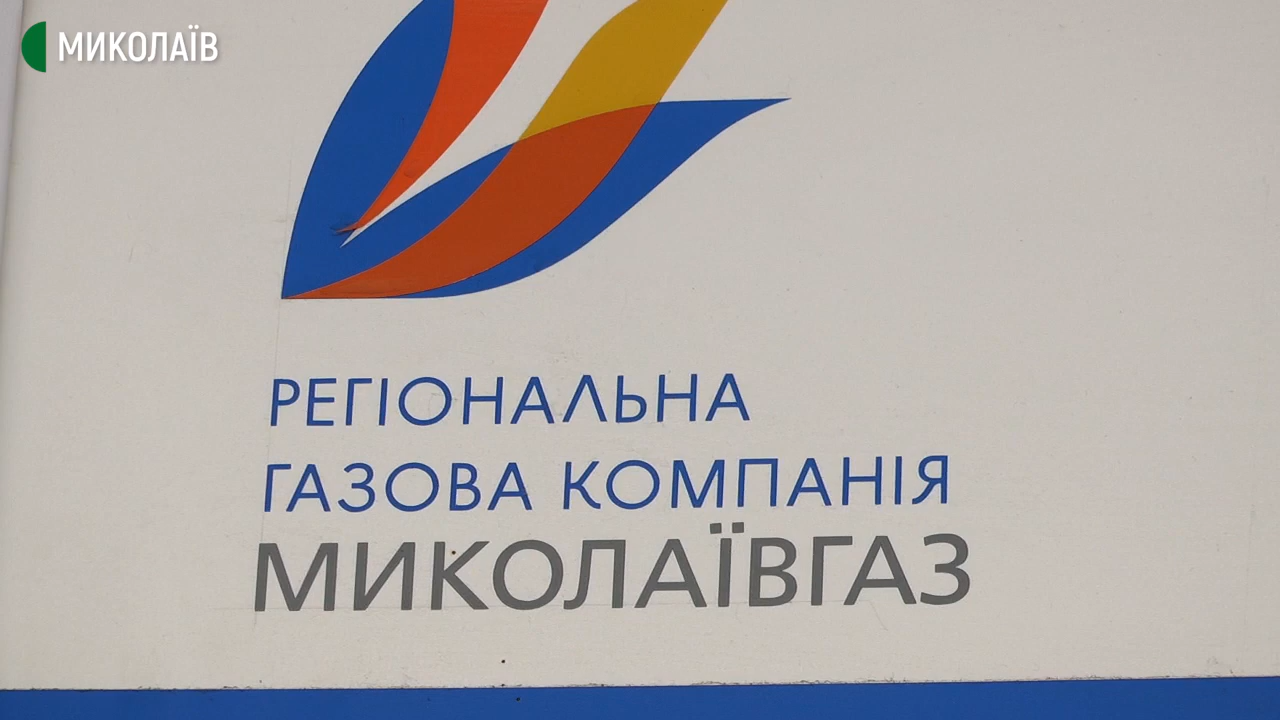 МИКОЛАЇВ
РЕГІОНАЛЬНА
ГАЗОВА КОМПАНІЯ
МИКОЛАЇВГАЗ